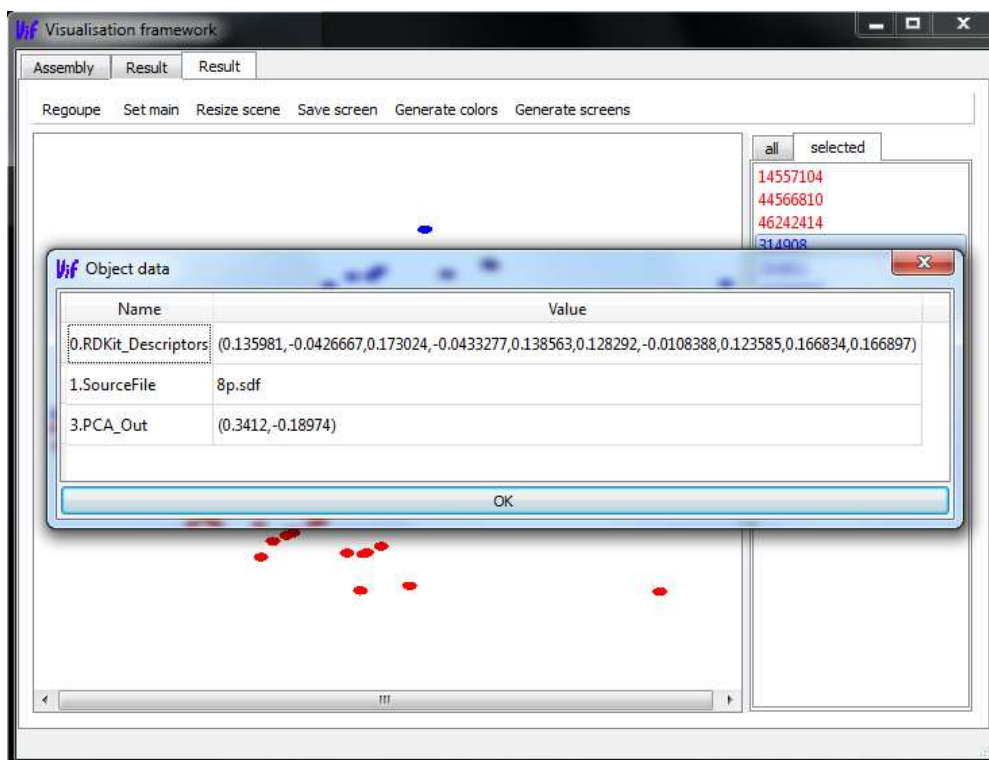 Vif Visualisation framework
Assembly Result Result
Regoupe Set main Resize scene Save screen Generate colors Generate screens
all selected
14557104
44566810
46242414
314908
Vif Object data
Name Value
0.RDKit_Descriptors (0.135981,-0.0426667,0.173024,-0.0433277,0.138563,0.128292,-0.0108388,0.123585,0.166834,0.166897)
1.SourceFile 8p.sdf
3.PCA_Out (0.3412,-0.18974)
OK